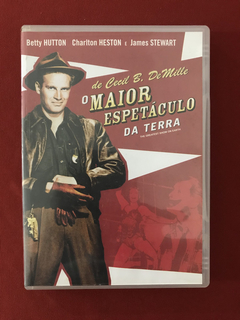 Betty HUTTON Charlton HESTON e James STEWART
de Cecil B. DeMille
O MAIOR
ESPETÁCULO
DA TERRA